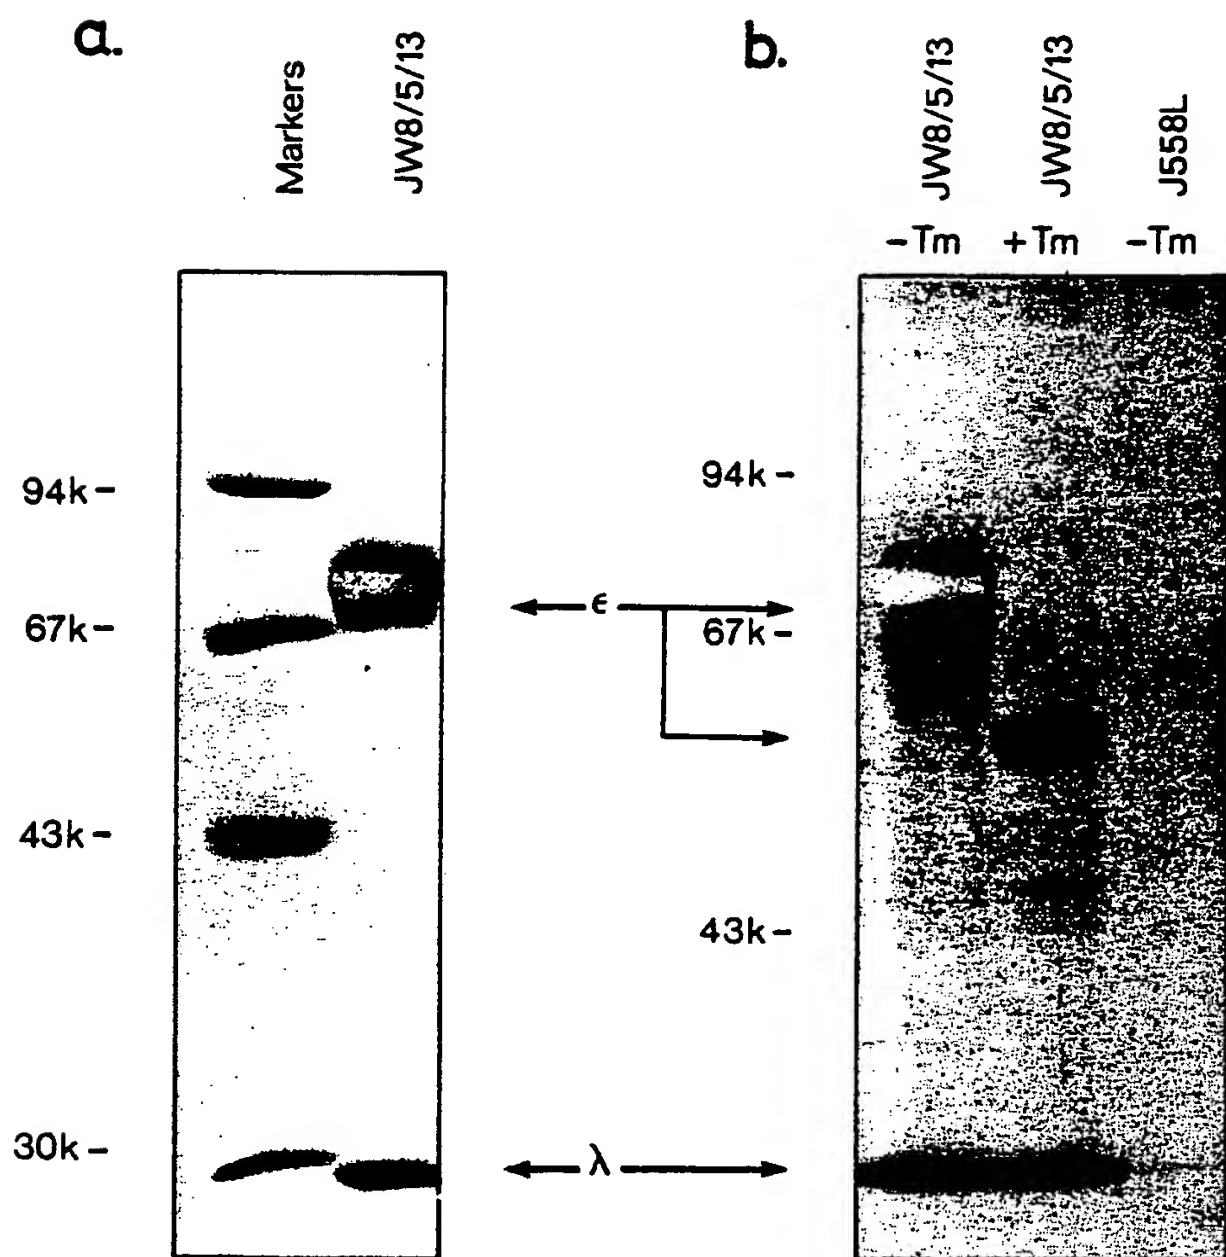 a.
Markers
JW8/5/13
94k-
67k-
43k-
30k-
ϵ
λ
b.
JW8/5/13
JW8/5/13
J558L
-Tm
+Tm
-Tm
94k-
67k-
43k-